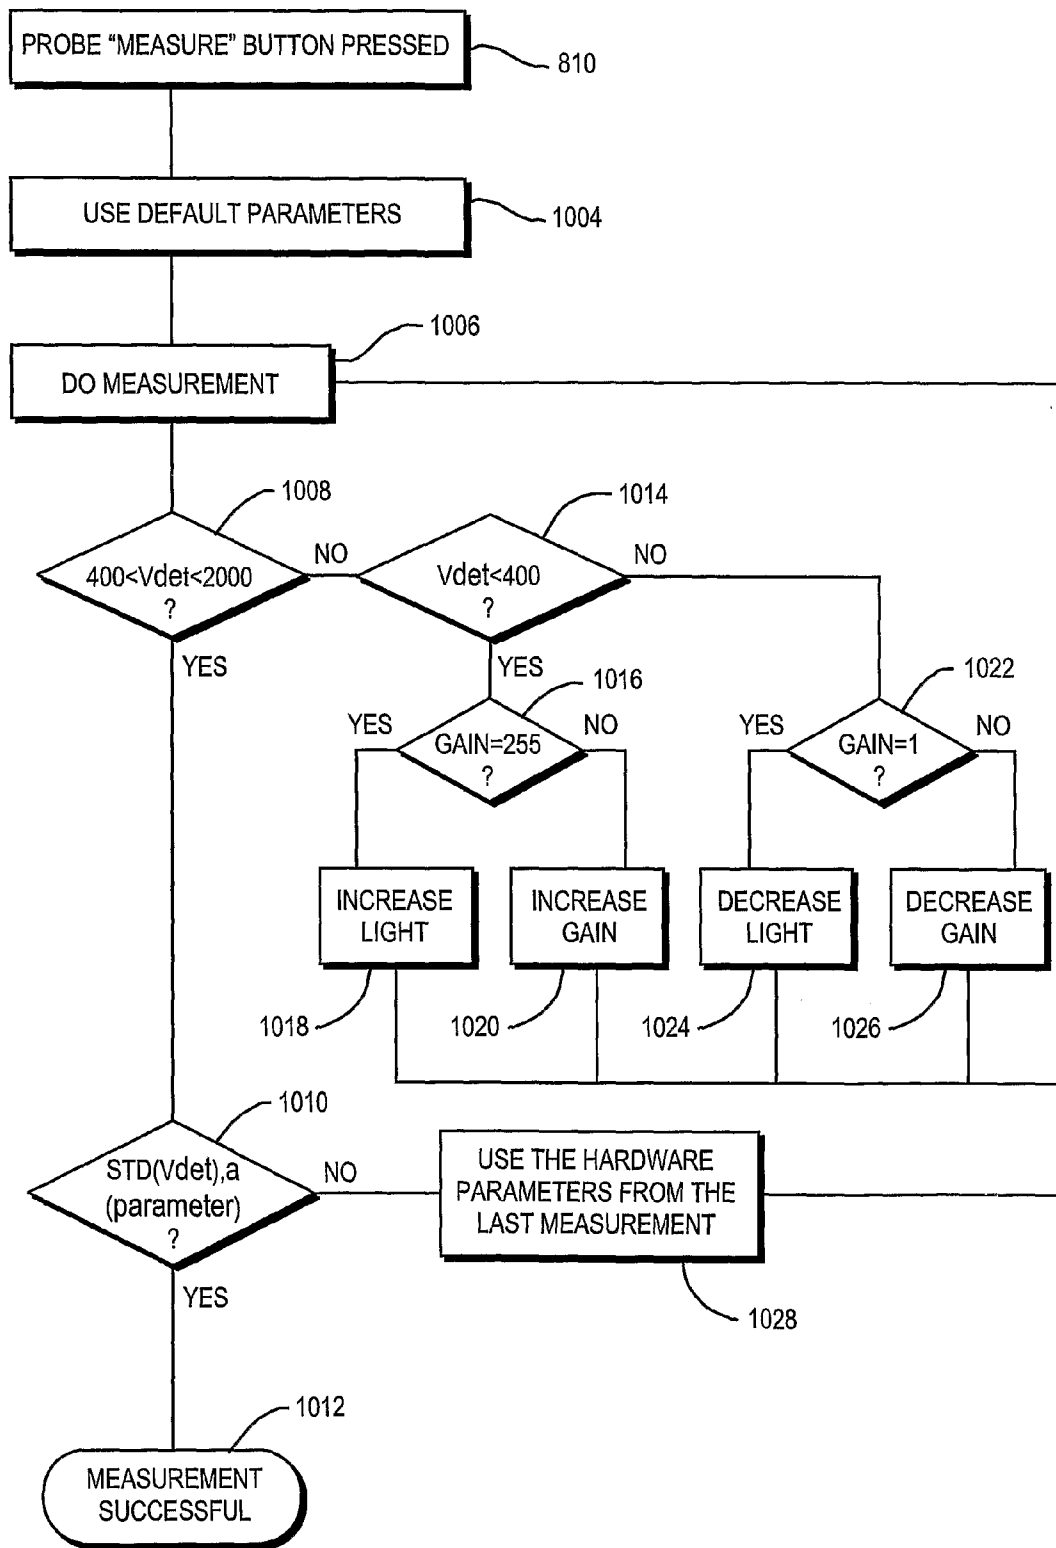 PROBE “MEASURE” BUTTON PRESSED
810
USE DEFAULT PARAMETERS
1004
1006
DO MEASUREMENT
1008
1014
400<Vdet<2000
?
NO
Vdet<400
?
NO
YES
YES
1016
1022
YES
GAIN=255
?
NO
YES
GAIN=1
?
NO
INCREASE
LIGHT
INCREASE
GAIN
DECREASE
LIGHT
DECREASE
GAIN
1018
1020
1024
1026
1010
STD(Vdet),a
(parameter)
?
NO
USE THE HARDWARE
PARAMETERS FROM THE
LAST MEASUREMENT
YES
1028
1012
MEASUREMENT
SUCCESSFUL